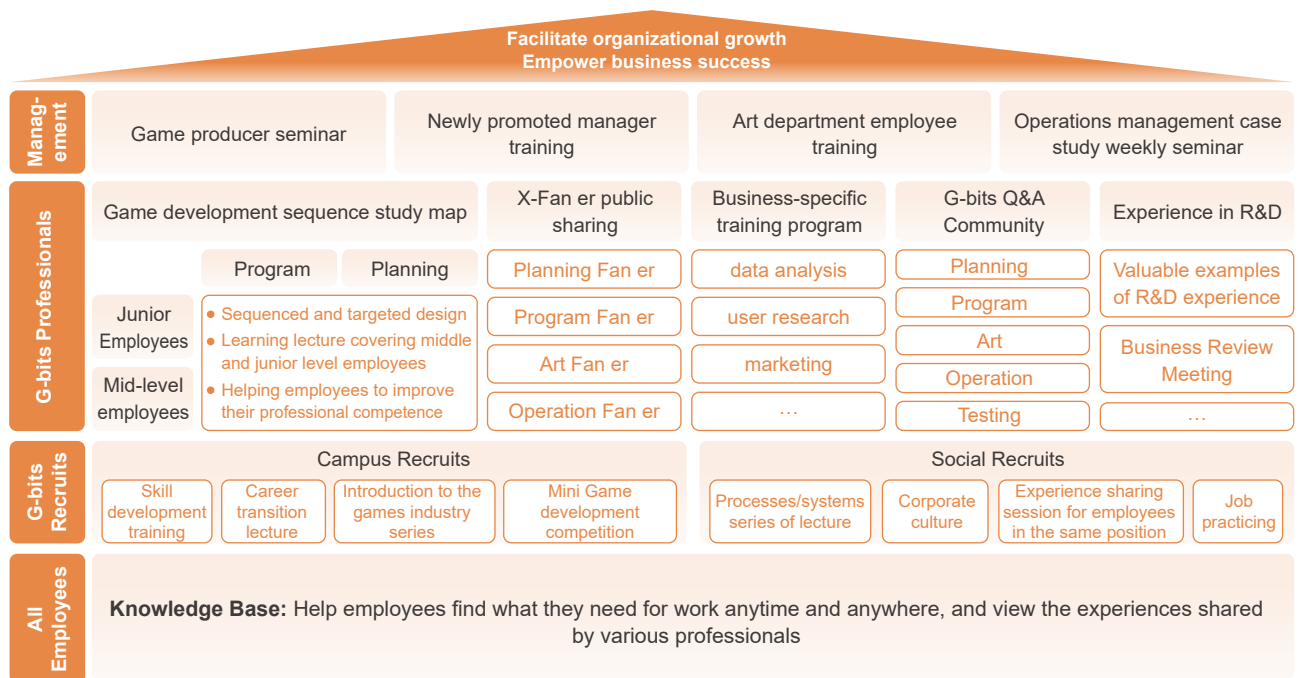 Facilitate organizational growth
Empower business success
Manag-
ement
Game producer seminar
Newly promoted manager
training
Art department employee
training
Operations management case
study weekly seminar
G-bits Professionals
Game development sequence study map
Program
Planning
Junior
Employees
Mid-level
employees
● Sequenced and targeted design
● Learning lecture covering middle
and junior level employees
● Helping employees to improve
their professional competence
X-Fan er public
sharing
Planning Fan er
Program Fan er
Art Fan er
Operation Fan er
Business-specific
training program
data analysis
user research
marketing
…
G-bits Q&A
Community
Planning
Program
Art
Operation
Testing
Experience in R&D
Valuable examples
of R&D experience
Business Review
Meeting
…
G-bits
Recruits
Campus Recruits
Skill
development
training
Career
transition
lecture
Introduction to the
games industry
series
Mini Game
development
competition
Social Recruits
Processes/systems
series of lecture
Corporate
culture
Experience sharing
session for employees
in the same position
Job
practicing
All
Employees
Knowledge Base: Help employees find what they need for work anytime and anywhere, and view the experiences shared
by various professionals